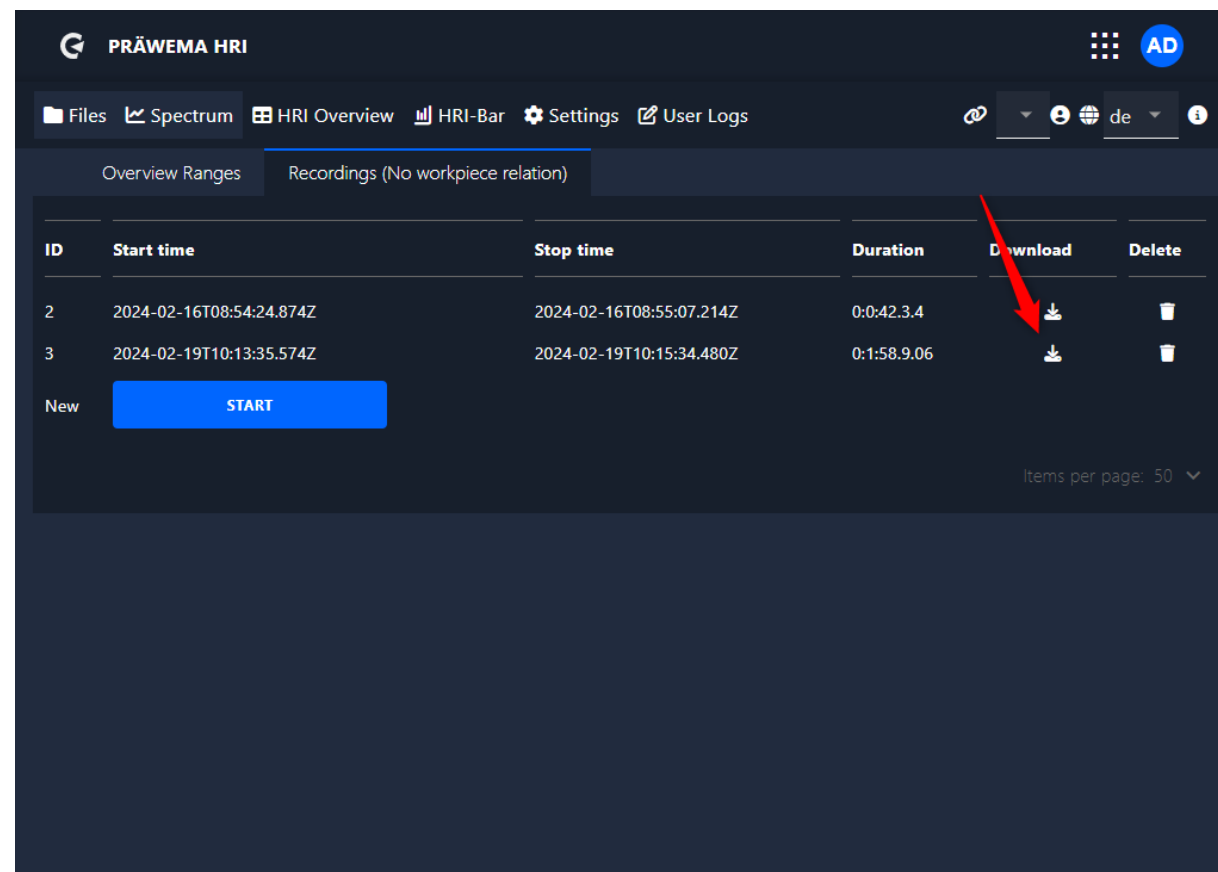 PRÄWEMA HRI AD
Files Spectrum HRI Overview HRI-Bar Settings User Logs de
Overview Ranges Recordings (No workpiece relation)
ID Start time Stop time Duration Download Delete
2 2024-02-16T08:54:24.874Z 2024-02-16T08:55:07.214Z 0:0:42.3.4
3 2024-02-19T10:13:35.574Z 2024-02-19T10:15:34.480Z 0:1:58.9.06
New START
Items per page: 50